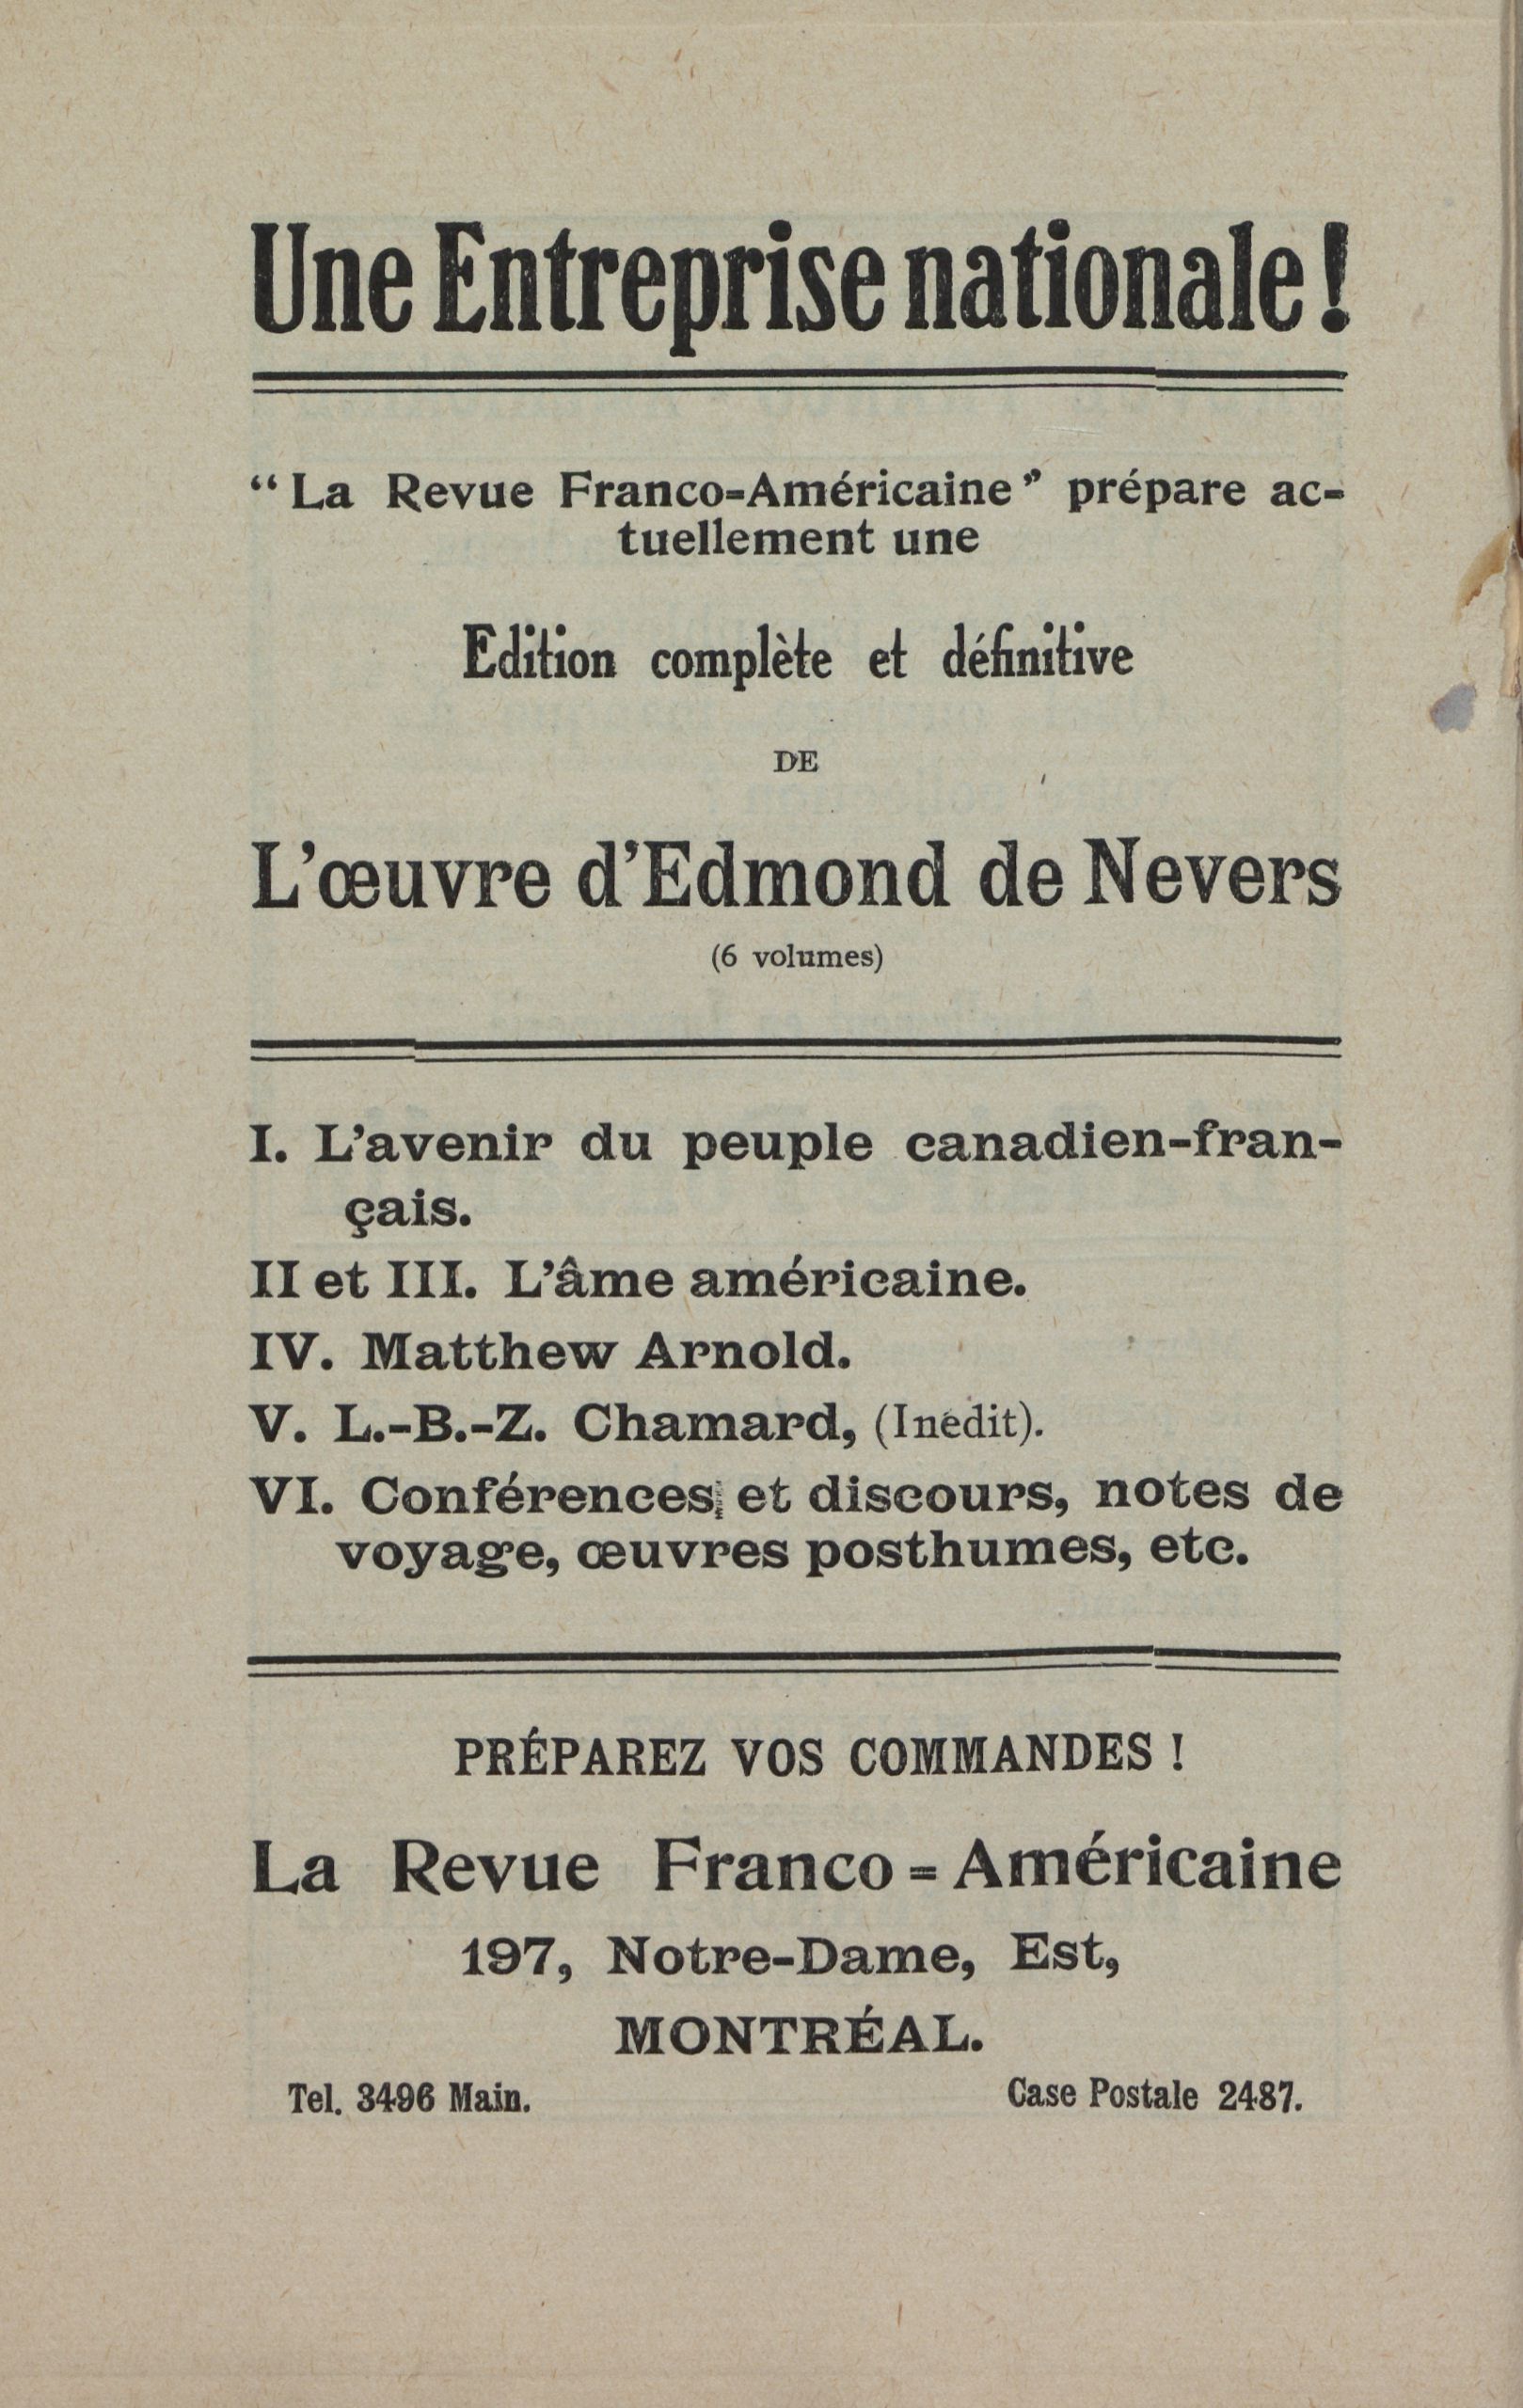 Une Entreprise nationale !
“ La Revue Franco-Américaine ” prépare ac-
tuellement une
Edition complète et définitive
DE
L’œuvre d’Edmond de Nevers
(6 volumes)
I. L’avenir du peuple canadien-fran-
çais.
II et III. L’âme américaine.
IV. Matthew Arnold.
V. L.-B.-Z. Chamard, (Inédit).
VI. Conférences et discours, notes de
voyage, œuvres posthumes, etc.
PRÉPAREZ VOS COMMANDES !
La Revue Franco-Américaine
197, Notre-Dame, Est,
MONTRÉAL.
Tel. 3496 Main. Case Postale 2487.